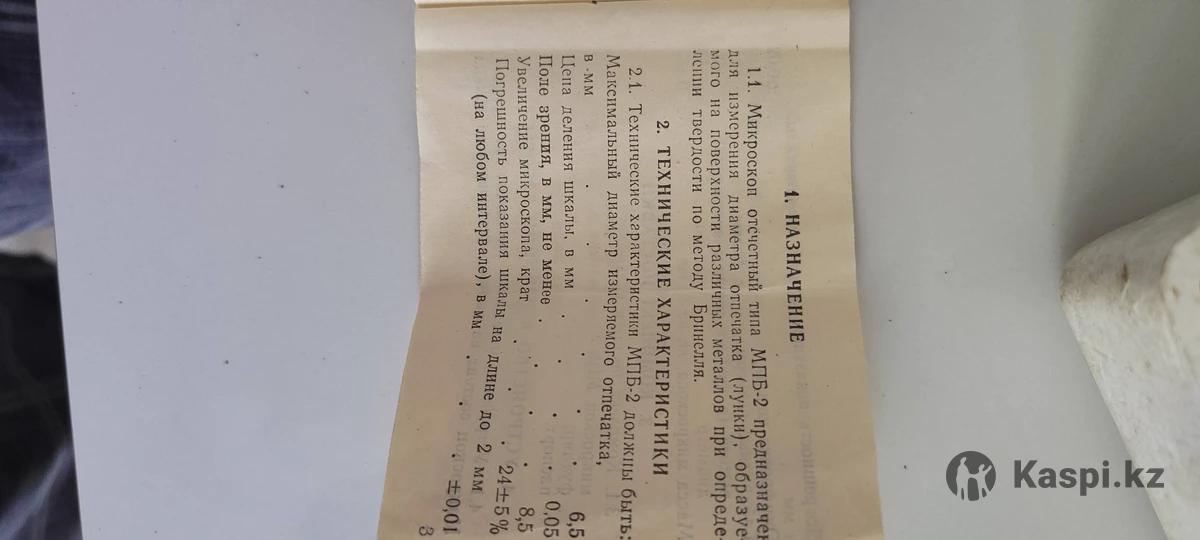 1. НАЗНАЧЕНИЕ
1.1. Микроскоп отсчетный типа МПБ-2 предназначен
для измерения диаметра отпечатка (лунки), образуе-
мого на поверхности различных металлов при опреде-
лении твердости по методу Бринелля.
2. ТЕХНИЧЕСКИЕ ХАРАКТЕРИСТИКИ
2.1. Технические характеристики МПБ-2 должны быть:
Максимальный диаметр измеряемого отпечатка,
в мм . . . . . 6,5
Цена деления шкалы, в мм . . . . 0,05
Поле зрения, в мм, не менее . . . . 8,5
Увеличение микроскопа, крат . . . 24±5%
Погрешность показания шкалы на длине до 2 мм
(на любом интервале), в мм . . . ±0,01
3
Kaspi.kz